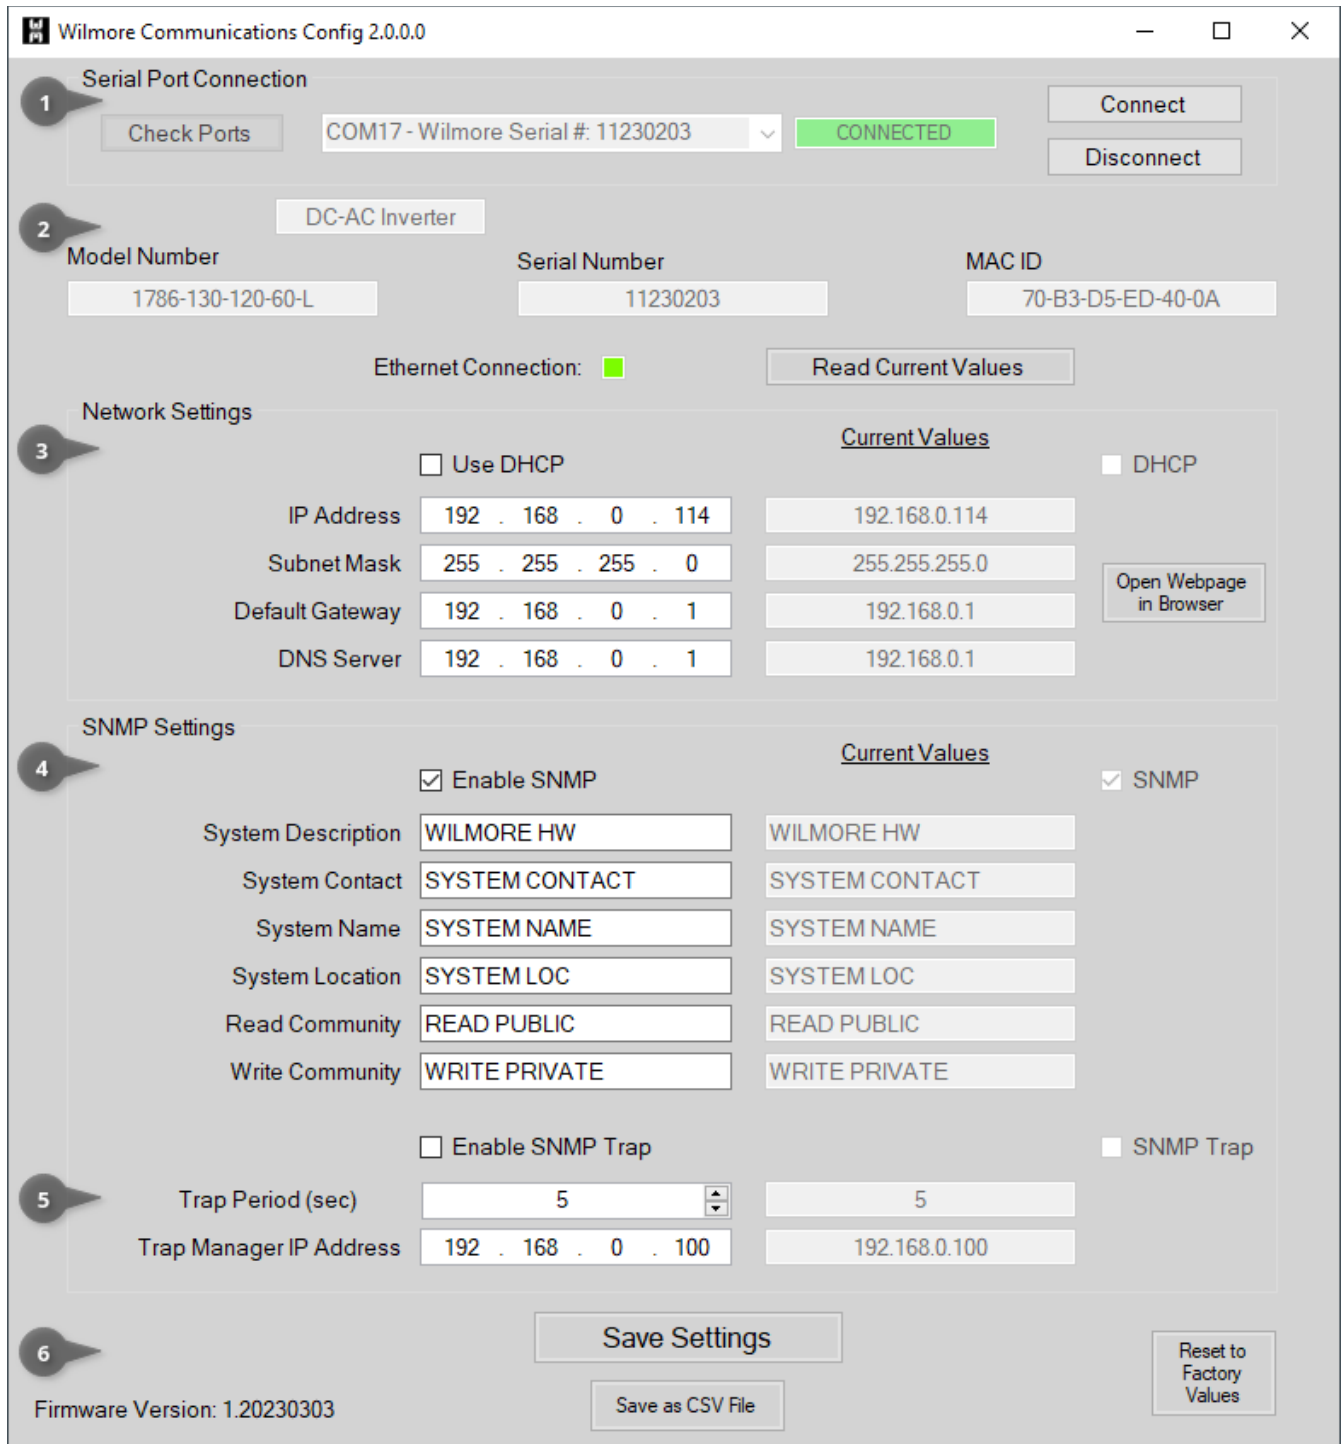 Wilmore Communications Config 2.0.0.0
Serial Port Connection
1
Check Ports
COM17 - Wilmore Serial #: 11230203
CONNECTED
Connect
Disconnect
2
DC-AC Inverter
Model Number
Serial Number
MAC ID
1786-130-120-60-L
11230203
70-B3-D5-ED-40-0A
Ethernet Connection:
Read Current Values
Network Settings
3
Current Values
Use DHCP
DHCP
IP Address 192 . 168 . 0 . 114 192.168.0.114
Subnet Mask 255 . 255 . 255 . 0 255.255.255.0
Open Webpage
in Browser
Default Gateway 192 . 168 . 0 . 1 192.168.0.1
DNS Server 192 . 168 . 0 . 1 192.168.0.1
SNMP Settings
4
Current Values
Enable SNMP
SNMP
System Description WILMORE HW WILMORE HW
System Contact SYSTEM CONTACT SYSTEM CONTACT
System Name SYSTEM NAME SYSTEM NAME
System Location SYSTEM LOC SYSTEM LOC
Read Community READ PUBLIC READ PUBLIC
Write Community WRITE PRIVATE WRITE PRIVATE
Enable SNMP Trap
SNMP Trap
5
Trap Period (sec) 5 5
Trap Manager IP Address 192 . 168 . 0 . 100 192.168.0.100
6
Save Settings
Reset to
Factory
Values
Firmware Version: 1.20230303
Save as CSV File